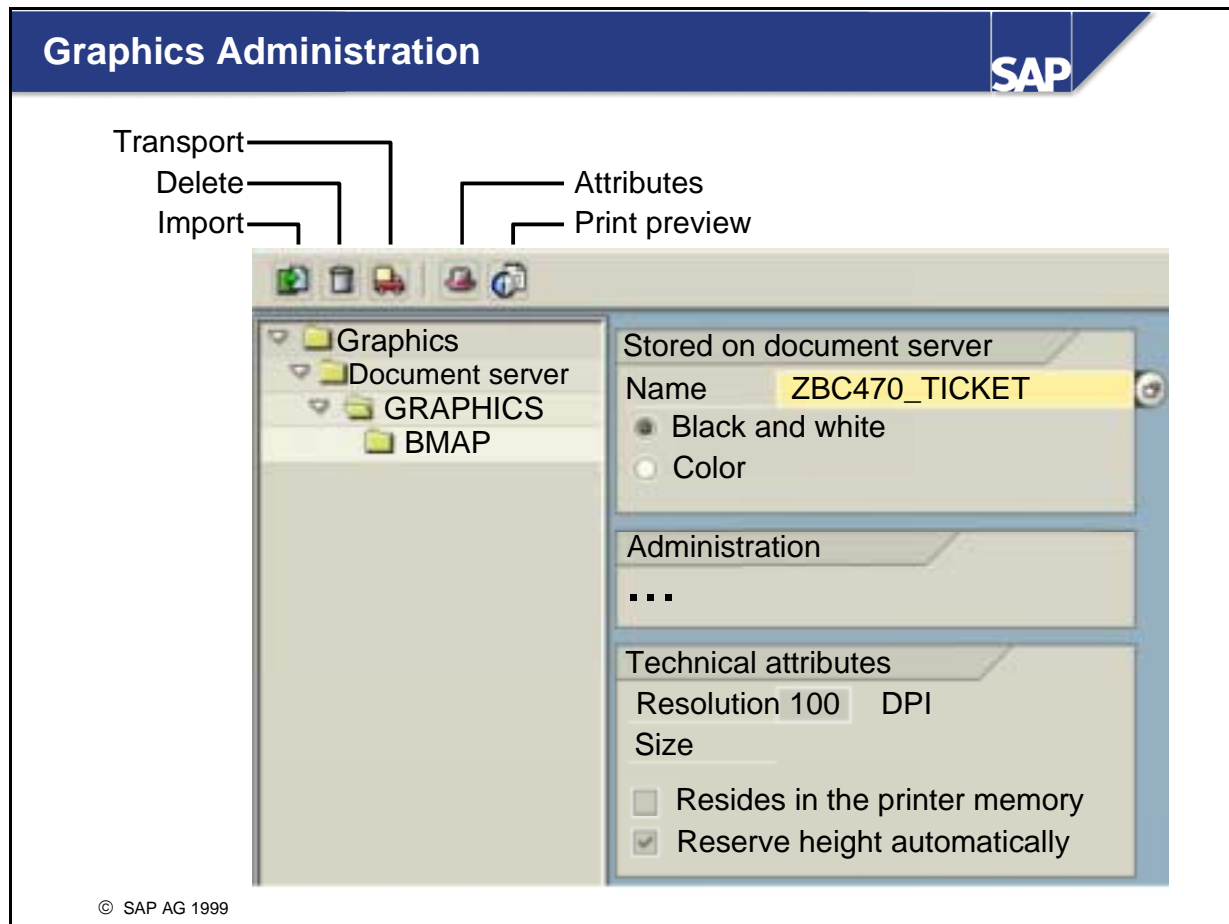 Graphics Administration
SAP
Transport
Delete
Import
Attributes
Print preview
Graphics
Document server
GRAPHICS
BMAP
Stored on document server
Name ZBC470_TICKET
Black and white
Color
Administration
...
Technical attributes
Resolution 100 DPI
Size
Resides in the printer memory
Reserve height automatically
© SAP AG 1999